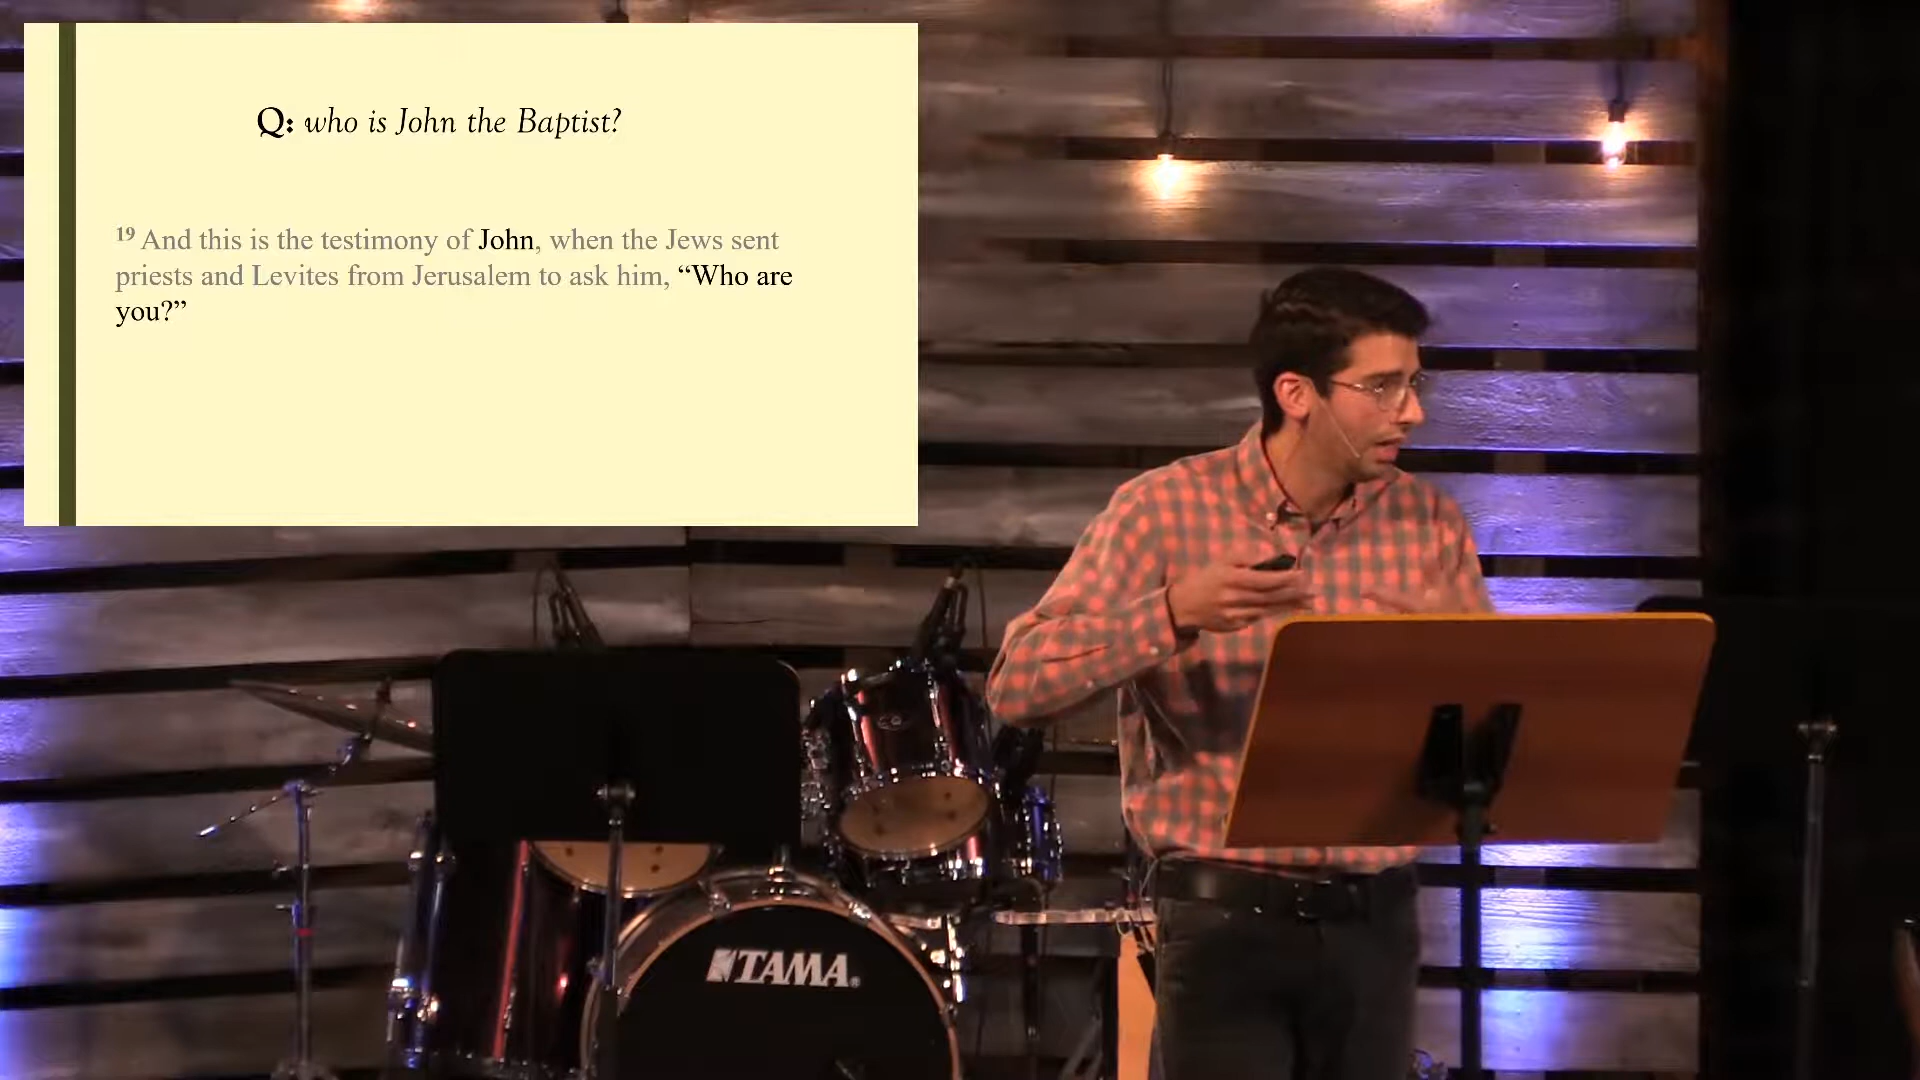 Q: who is John the Baptist?
19 And this is the testimony of John, when the Jews sent
priests and Levites from Jerusalem to ask him, “Who are
you?”
TAMA®